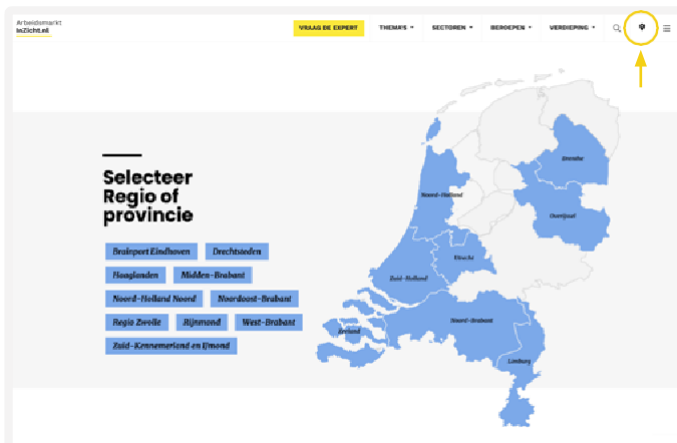 Arbeidsmarkt
InZicht.nl
VRAAG DE EXPERT THEMA'S SECTOREN BEROEPEN VERDIEPING
Selecteer
Regio of
provincie
Brainport Eindhoven Drechtsteden
Haaglanden Midden-Brabant
Noord-Holland Noord Noordoost-Brabant
Regio Zwolle Rijnmond West-Brabant
Zuid-Kennemerland en IJmond
Drenthe
Noord-Holland
Overijssel
Utrecht
Zuid-Holland
Noord-Brabant
Zeeland
Limburg